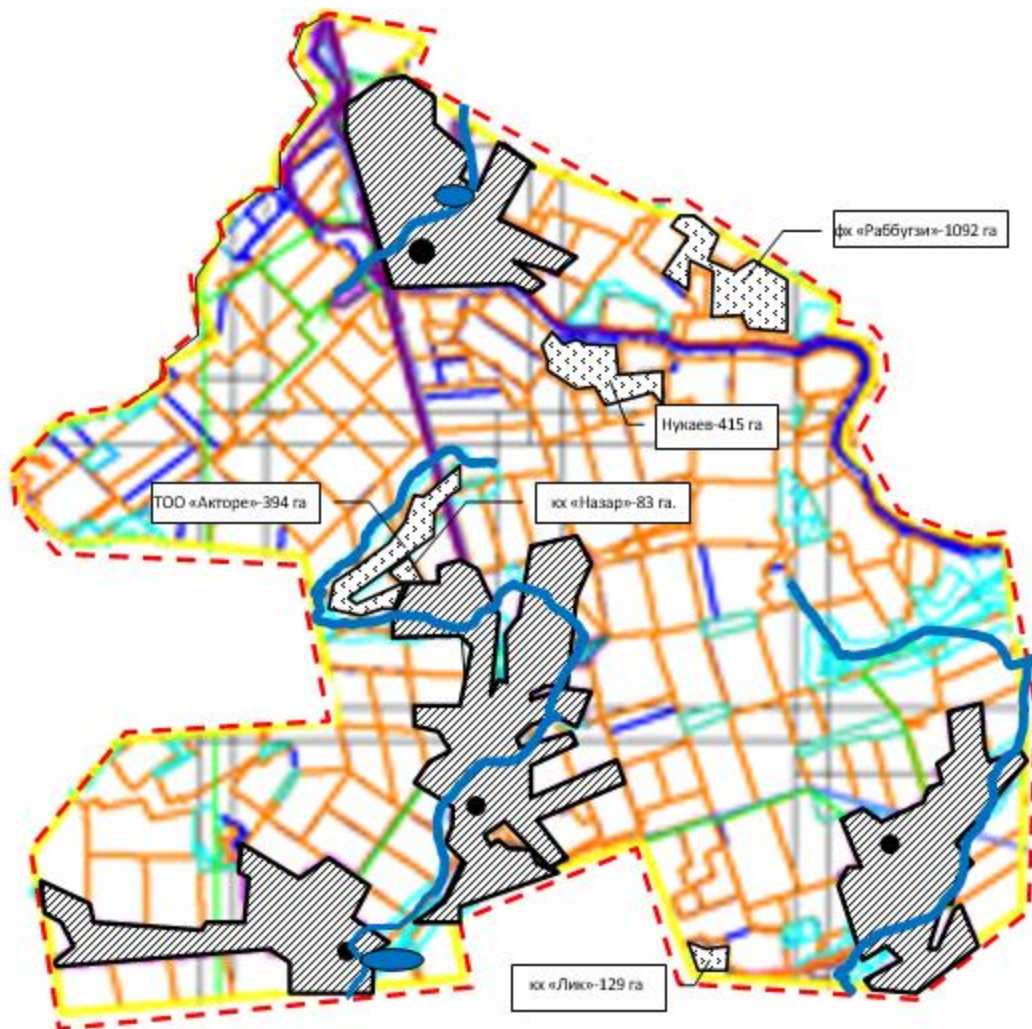 фх «Раббугзи»-1092 га
Нукаев-415 га
ТОО «Акторе»-394 га
кх «Назар»-83 га.
кх «Лик»-129 га